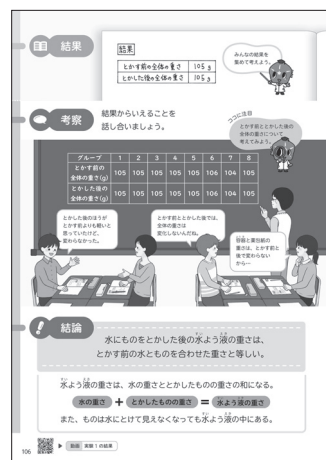 結果
結果
とかす前の全体の重さ 105g
とかした後の全体の重さ 105g
みんなの結果を
集めて考えよう。
考察
結果からいえることを
話し合いましょう。
ココに注目
とかす前ととかした後の
全体の重さについて
考えてみよう。
グループ 1 2 3 4 5 6 7 8
とかす前の
全体の重さ(g) 105 105 105 105 105 106 104 105
とかした後の
全体の重さ(g) 105 105 105 105 105 106 104 105
とかした後のほうが
とかす前よりも軽いと
思っていたけど、
変わらなかった。
とかす前ととかした後では、
全体の重さは
変化しないんだね。
容器と薬包紙の
重さは、とかす前と
後で変わらない
から…
結論
水にものをとかした後の水よう液の重さは、
とかす前の水とものを合わせた重さと等しい。
水よう液の重さは、水の重さととかしたものの重さの和になる。
水の重さ + とかしたものの重さ = 水よう液の重さ
また、ものは水にとけて見えなくなっても水よう液の中にある。
106 動画 実験1の結果